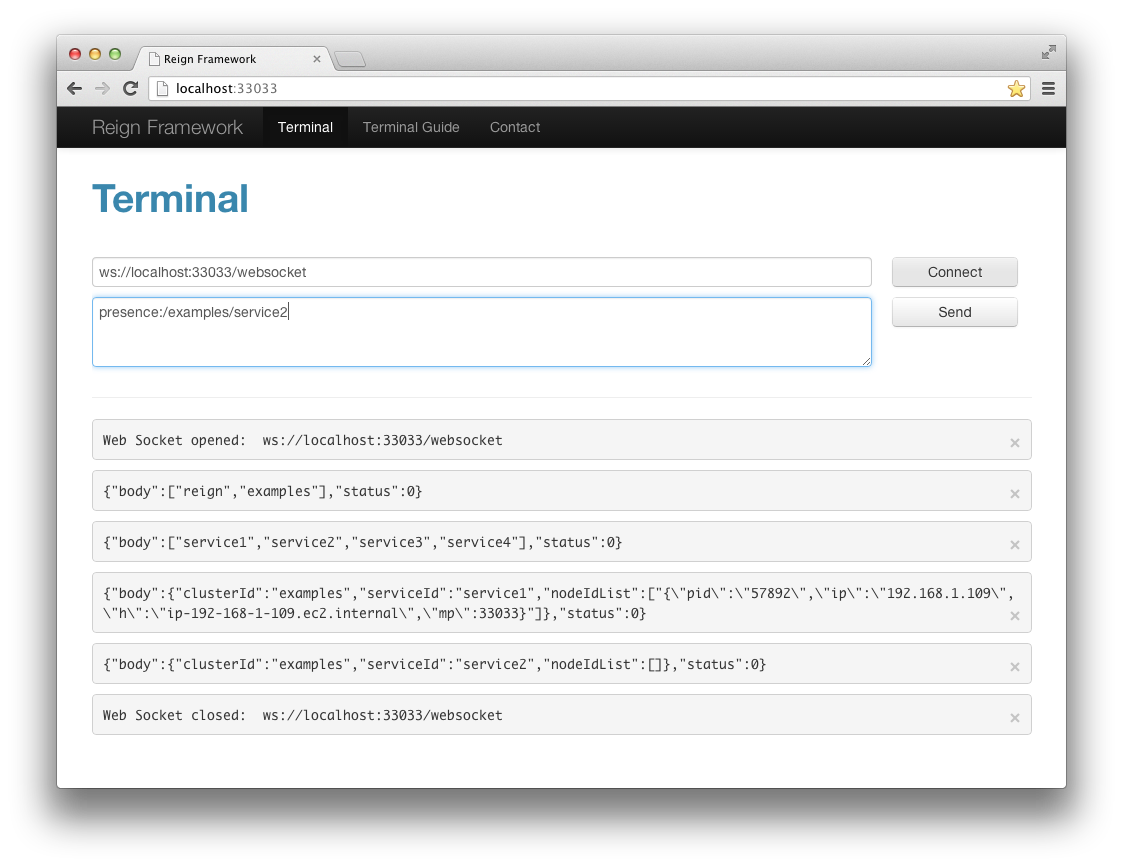 Reign Framework
localhost:33033
Reign Framework Terminal Terminal Guide Contact
Terminal
ws://localhost:33033/websocket Connect
presence:/examples/service2 Send
Web Socket opened:  ws://localhost:33033/websocket ×
{"body":["reign","examples"],"status":0} ×
{"body":["service1","service2","service3","service4"],"status":0} ×
{"body":{"clusterId":"examples","serviceId":"service1","nodeIdList":["{\"pid\":\"57892\",\"ip\":\"192.168.1.109\",
\"h\":\"ip-192-168-1-109.ec2.internal\",\"mp\":33033}"]},"status":0} ×
{"body":{"clusterId":"examples","serviceId":"service2","nodeIdList":[]},"status":0} ×
Web Socket closed:  ws://localhost:33033/websocket ×